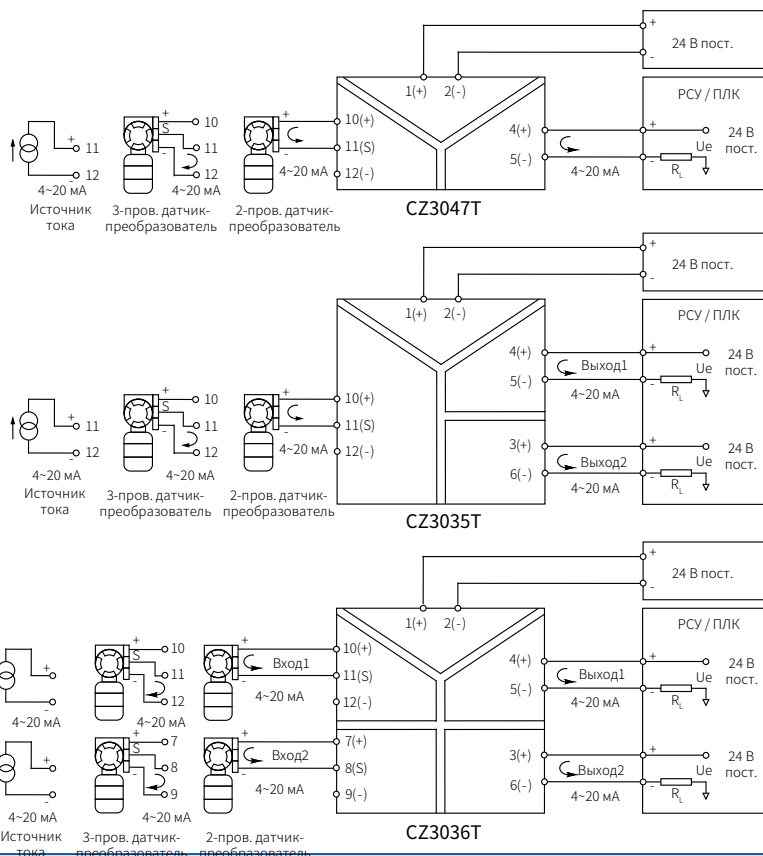 +
24 В пост.
-
1(+) 2(-)
РСУ / ПЛК
+
S
-
10
11
12
+
-
10(+)
11(S)
12(-)
4(+)
5(-)
+
-
24 В
пост.
Ue
RL
+
11
12
4~20 мА
4~20 мА
4~20 мА
4~20 мА
Источник
тока
3-пров. датчик-
преобразователь
2-пров. датчик-
преобразователь
CZ3047T
+
24 В пост.
-
1(+) 2(-)
РСУ / ПЛК
4(+)
Выход1
5(-)
4~20 мА
+
-
24 В
пост.
Ue
RL
+
S
-
10
11
12
+
-
10(+)
11(S)
12(-)
+
11
12
3(+)
Выход2
6(-)
4~20 мА
+
-
24 В
пост.
Ue
RL
4~20 мА
4~20 мА
4~20 мА
Источник
тока
3-пров. датчик-
преобразователь
2-пров. датчик-
преобразователь
CZ3035T
+
24 В пост.
-
1(+) 2(-)
РСУ / ПЛК
+
-
4~20 мА
+
S
-
10
11
12
4~20 мА
+
-
Вход1
4~20 мА
10(+)
11(S)
12(-)
4(+)
Выход1
5(-)
4~20 мА
+
-
24 В
пост.
Ue
RL
+
-
4~20 мА
+
S
-
7
8
9
4~20 мА
+
-
Вход2
4~20 мА
7(+)
8(S)
9(-)
3(+)
Выход2
6(-)
4~20 мА
+
-
24 В
пост.
Ue
RL
Источник
тока
3-пров. датчик-
преобразователь
2-пров. датчик-
преобразователь
CZ3036T